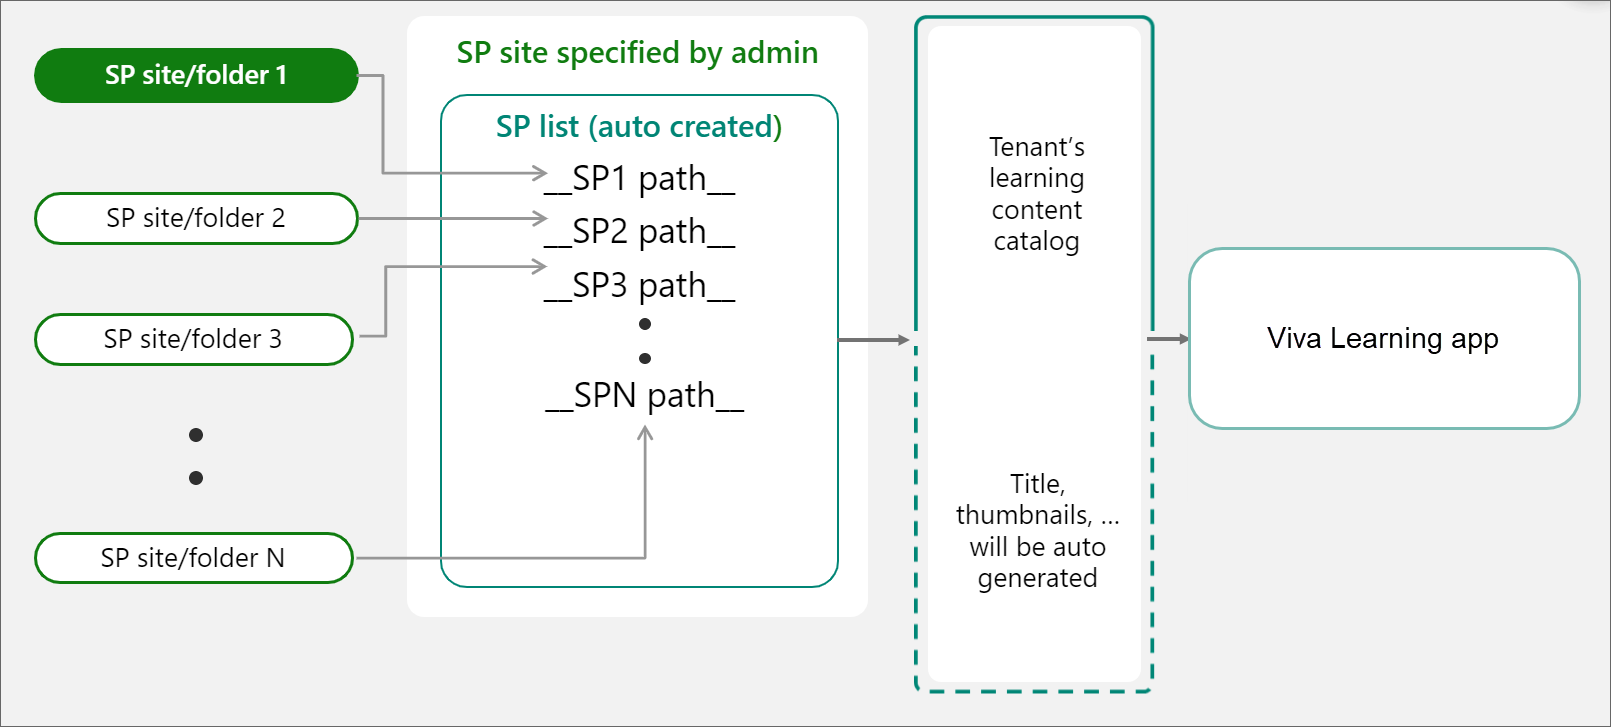 SP site/folder 1
SP site/folder 2
SP site/folder 3
SP site/folder N
SP site specified by admin
SP list (auto created)
__SP1 path__
__SP2 path__
__SP3 path__
__SPN path__
Tenant’s
learning
content
catalog
Title,
thumbnails, ...
will be auto
generated
Viva Learning app